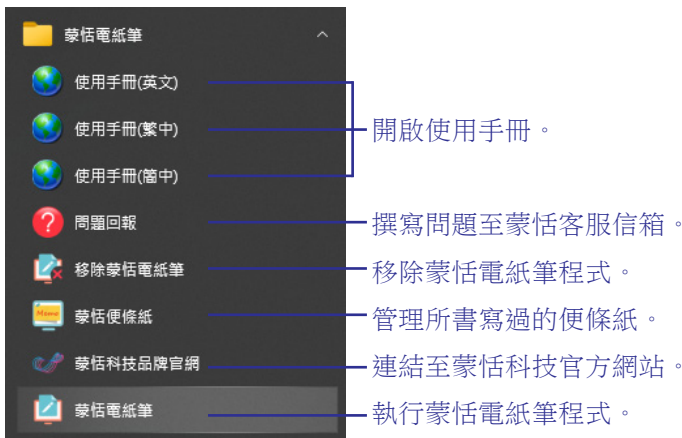 蒙恬電紙筆
使用手冊(英文)
使用手冊(繁中)
開啟使用手冊。
使用手冊(簡中)
問題回報
撰寫問題至蒙恬客服信箱。
移除蒙恬電紙筆
移除蒙恬電紙筆程式。
Memo
蒙恬便條紙
管理所書寫過的便條紙。
蒙恬科技品牌官網
連結至蒙恬科技官方網站。
蒙恬電紙筆
執行蒙恬電紙筆程式。